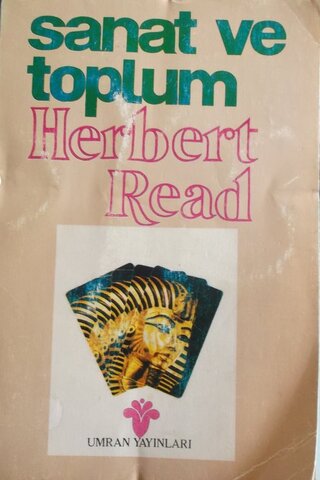 sanat ve
toplum
Herbert
Read
UMRAN YAYINLARI